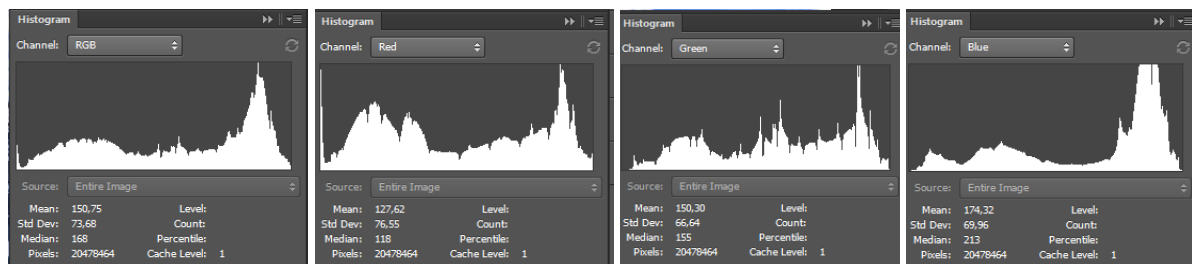 Histogram
Channel: RGB
Source: Entire Image
Mean: 150,75 Level:
Std Dev: 73,68 Count:
Median: 168 Percentile:
Pixels: 20478464 Cache Level: 1
Histogram
Channel: Red
Source: Entire Image
Mean: 127,62 Level:
Std Dev: 76,55 Count:
Median: 118 Percentile:
Pixels: 20478464 Cache Level: 1
Histogram
Channel: Green
Source: Entire Image
Mean: 150,30 Level:
Std Dev: 66,64 Count:
Median: 155 Percentile:
Pixels: 20478464 Cache Level: 1
Histogram
Channel: Blue
Source: Entire Image
Mean: 174,32 Level:
Std Dev: 69,96 Count:
Median: 213 Percentile:
Pixels: 20478464 Cache Level: 1